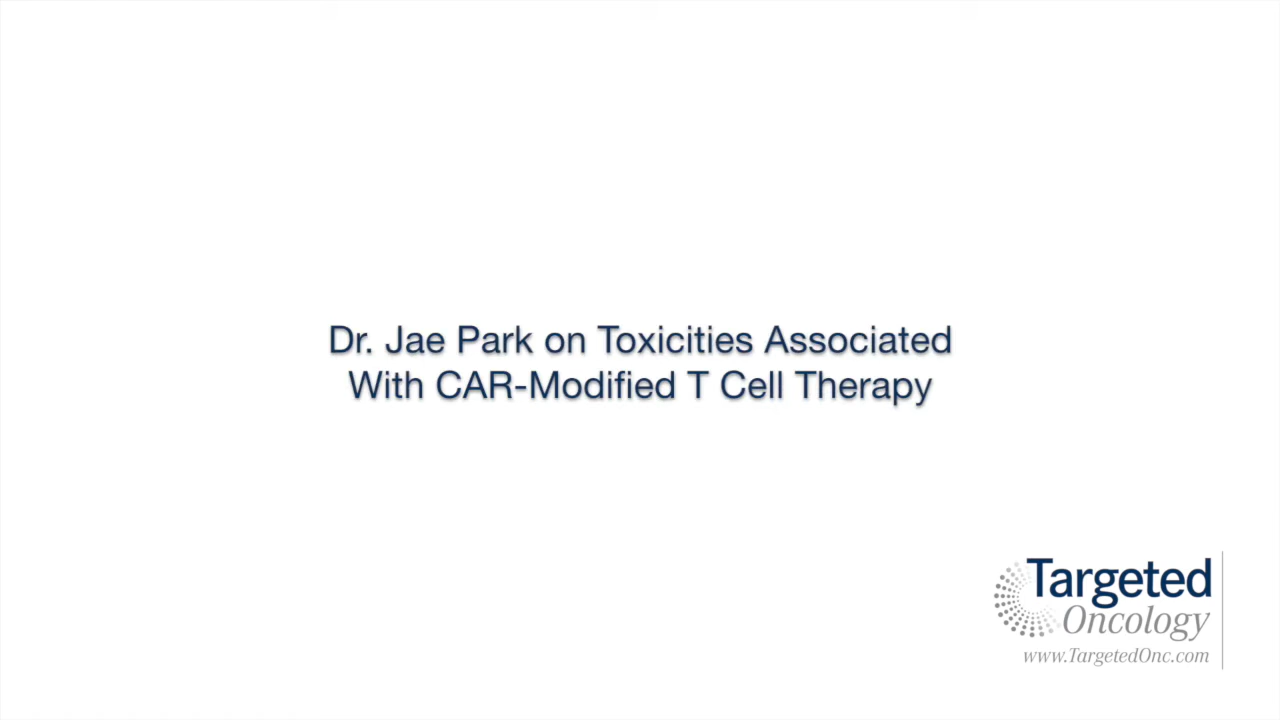 Dr. Jae Park on Toxicities Associated
With CAR-Modified T Cell Therapy
Targeted
Oncology
www.TargetedOnc.com